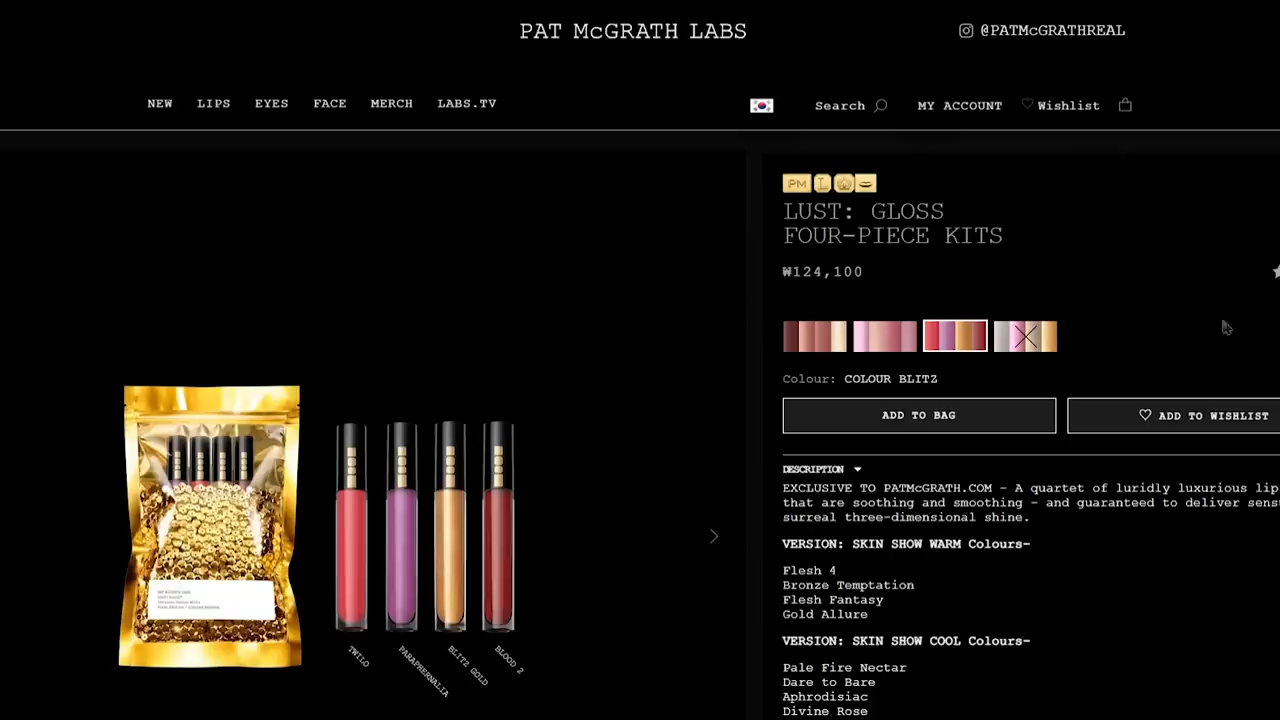 PAT McGRATH LABS
@PATMcGRATHREAL
NEW LIPS EYES FACE MERCH LABS.TV
Search MY ACCOUNT Wishlist
PM L
LUST: GLOSS
FOUR-PIECE KITS
₩124,100
Colour: COLOUR BLITZ
ADD TO BAG
ADD TO WISHLIST
DESCRIPTION
EXCLUSIVE TO PATMcGRATH.COM – A quartet of luridly luxurious lip
that are soothing and smoothing – and guaranteed to deliver sens
surreal three-dimensional shine.
VERSION: SKIN SHOW WARM Colours–
Flesh 4
Bronze Temptation
Flesh Fantasy
Gold Allure
VERSION: SKIN SHOW COOL Colours–
Pale Fire Nectar
Dare to Bare
Aphrodisiac
Divine Rose
TWILO
PARAPHERNALIA
BLITZ GOLD
BLOOD 2